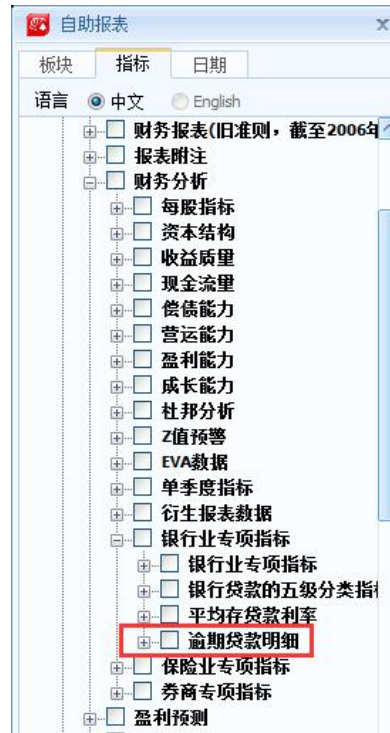 自助报表
板块 指标 日期
语言 中文 English
财务报表(旧准则，截至2006年
报表附注
财务分析
每股指标
资本结构
收益质量
现金流量
偿债能力
营运能力
盈利能力
成长能力
杜邦分析
Z值预警
EVA数据
单季度指标
衍生报表数据
银行业专项指标
银行业专项指标
银行贷款的五级分类指标
平均存贷款利率
逾期贷款明细
保险业专项指标
券商专项指标
盈利预测